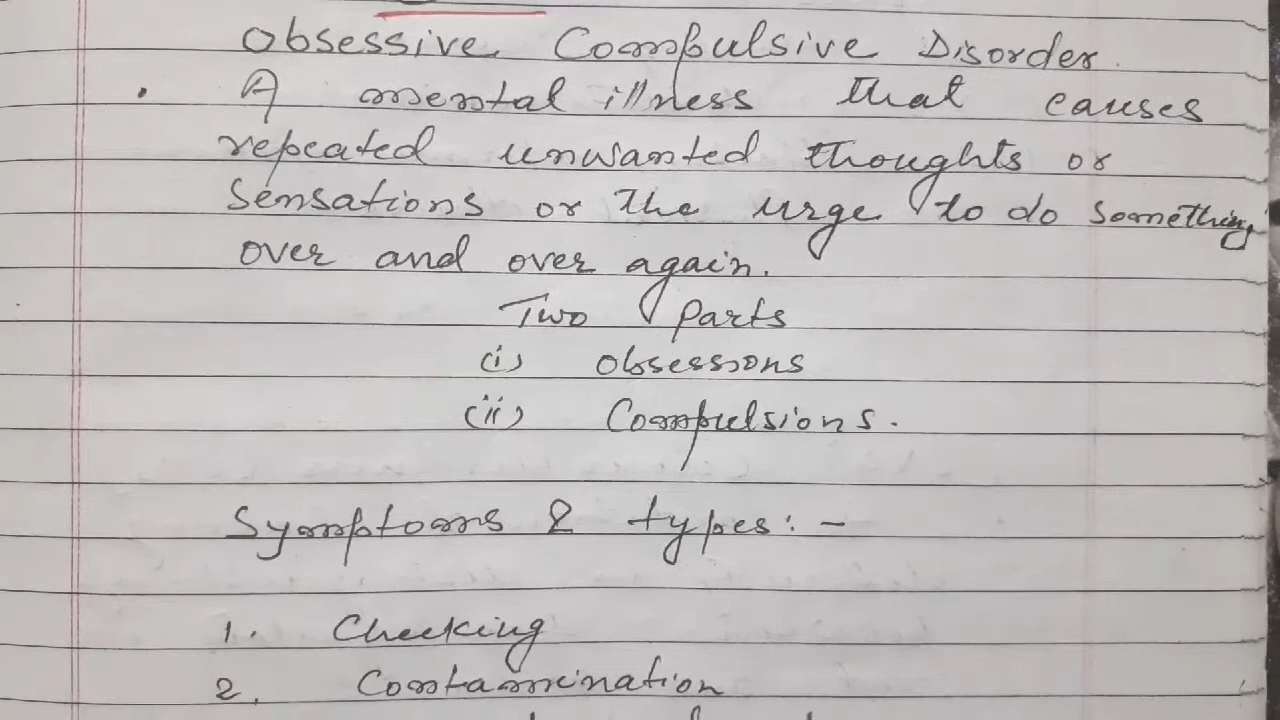 Obsessive Compulsive Disorder.
. A mental illness that causes
repeated unwanted thoughts or
Sensations or the urge to do something
over and over again.
Two Parts
(i) Obsessions
(ii) Compulsions.
Symptoms & types: -
1. Checking
2. Contamination